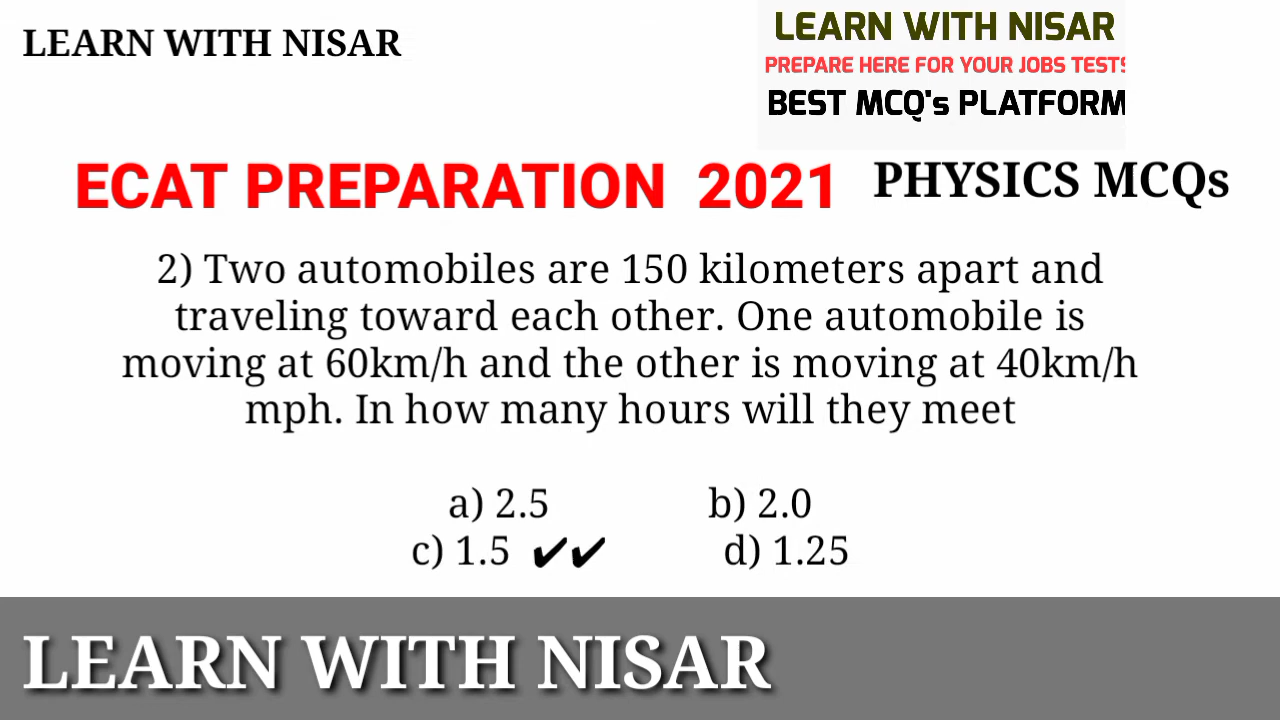 LEARN WITH NISAR
LEARN WITH NISAR
PREPARE HERE FOR YOUR JOBS TESTS
BEST MCQ's PLATFORM
ECAT PREPARATION 2021 PHYSICS MCQs
2) Two automobiles are 150 kilometers apart and
traveling toward each other. One automobile is
moving at 60km/h and the other is moving at 40km/h
mph. In how many hours will they meet
a) 2.5 b) 2.0
c) 1.5 ✔✔ d) 1.25
LEARN WITH NISAR